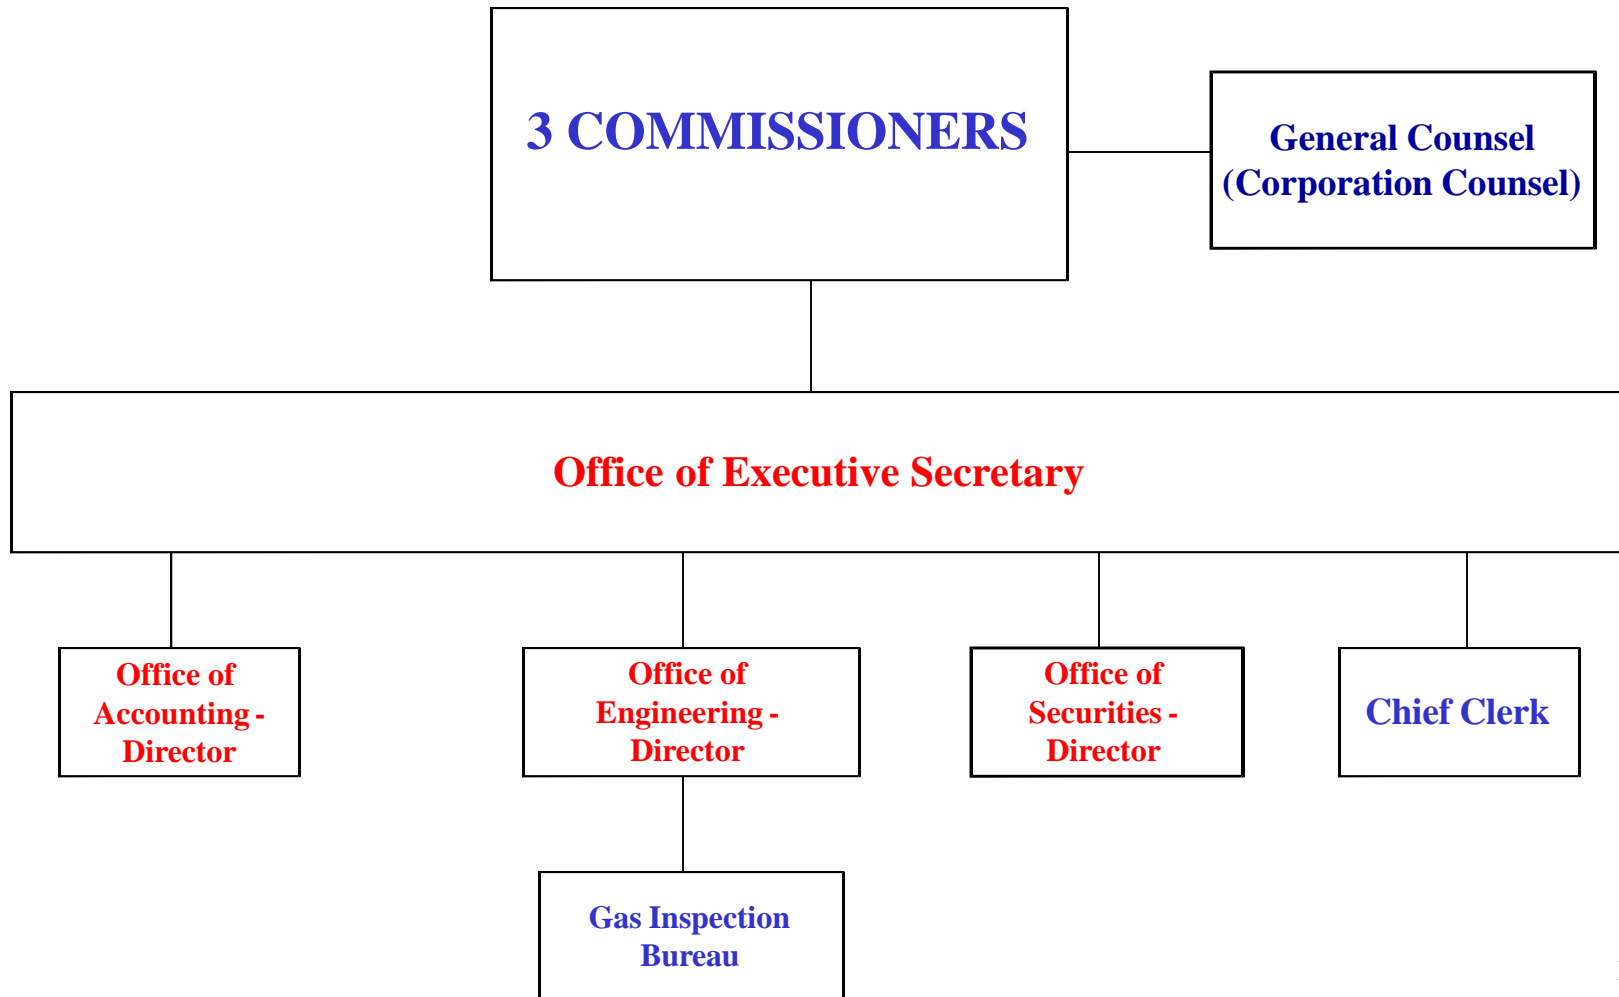 3 COMMISSIONERS
General Counsel
(Corporation Counsel)
Office of Executive Secretary
Office of
Accounting -
Director
Office of
Engineering -
Director
Office of
Securities -
Director
Chief Clerk
Gas Inspection
Bureau